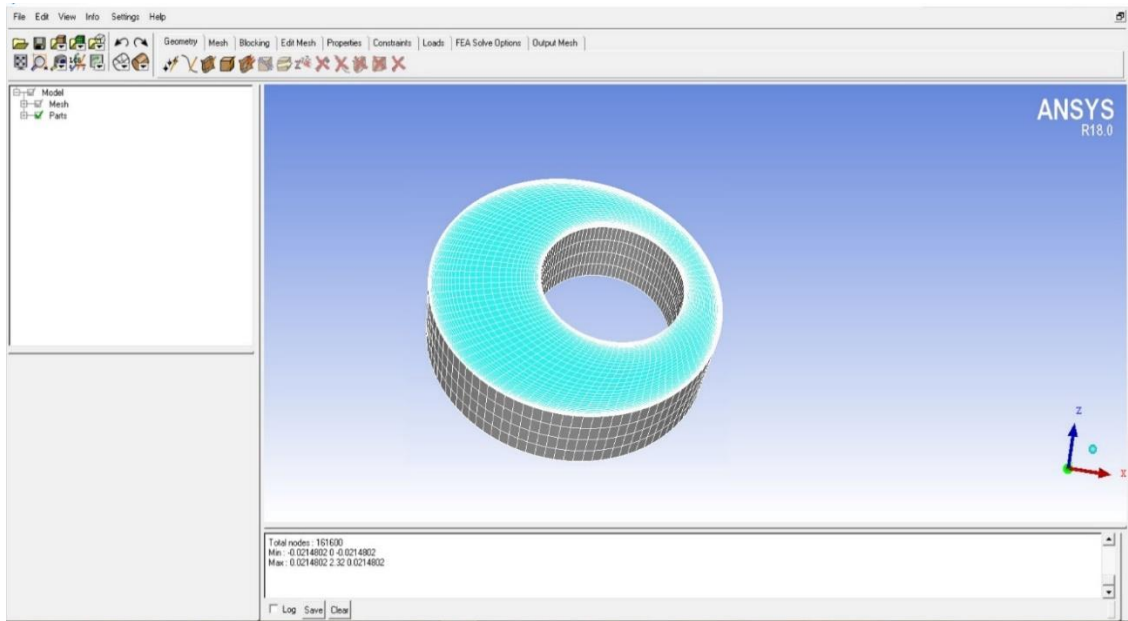 File Edit View Info Settings Help
Geometry Mesh Blocking Edit Mesh Properties Constraints Loads FEA Solve Options Output Mesh
Model
Mesh
Parts
ANSYS
R18.0
Z
X
Total nodes : 161600
Min : -0.0214802 0 -0.0214802
Max : 0.0214802 2.32 0.0214802
Log Save Clear